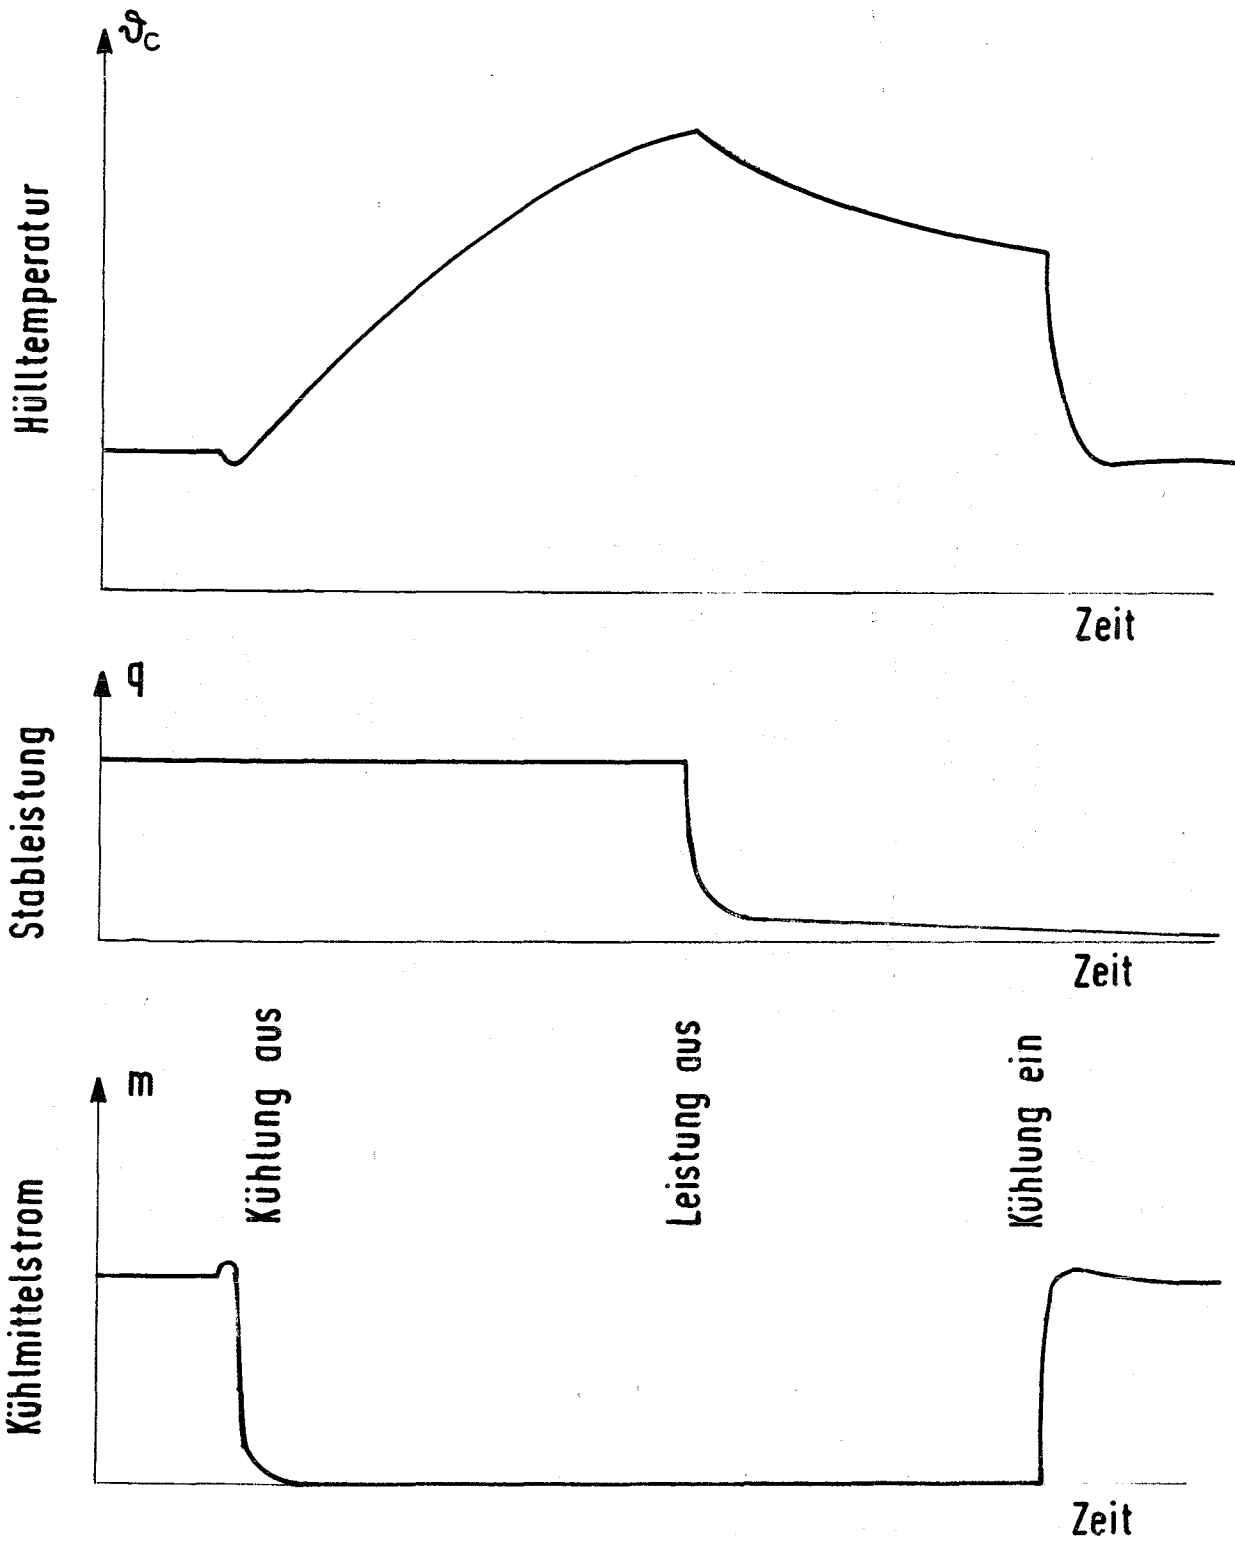 ϑc
Hülltemperatur
Zeit
q
Stableistung
Zeit
Kühlung aus
Leistung aus
Kühlung ein
m
Kühlmittelstrom
Zeit